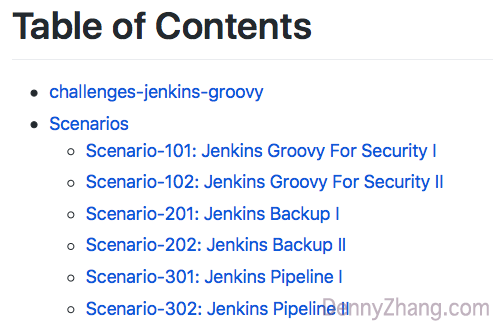 Table of Contents
challenges-jenkins-groovy
Scenarios
Scenario-101: Jenkins Groovy For Security I
Scenario-102: Jenkins Groovy For Security II
Scenario-201: Jenkins Backup I
Scenario-202: Jenkins Backup II
Scenario-301: Jenkins Pipeline I
Scenario-302: Jenkins Pipeline II
DennyZhang.com